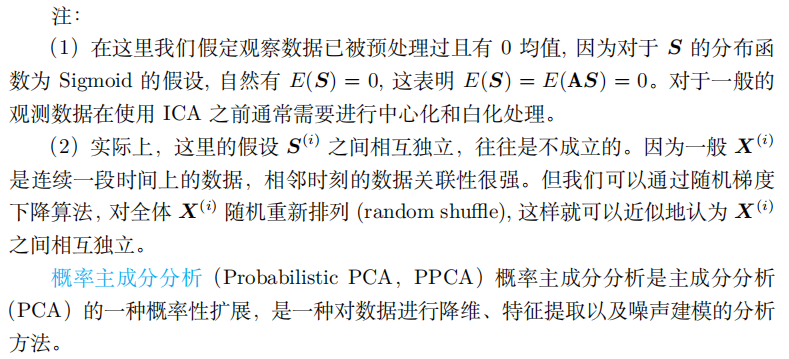 注：
（1）在这里我们假定观察数据已被预处理过且有 0 均值, 因为对于 S 的分布函
数为 Sigmoid 的假设, 自然有 E(S) = 0, 这表明 E(S) = E(AS) = 0。对于一般的
观测数据在使用 ICA 之前通常需要进行中心化和白化处理。
（2）实际上，这里的假设 S⁽ⁱ⁾ 之间相互独立，往往是不成立的。因为一般 X⁽ⁱ⁾
是连续一段时间上的数据，相邻时刻的数据关联性很强。但我们可以通过随机梯度
下降算法，对全体 X⁽ⁱ⁾ 随机重新排列 (random shuffle), 这样就可以近似地认为 X⁽ⁱ⁾
之间相互独立。
概率主成分分析（Probabilistic PCA，PPCA）概率主成分分析是主成分分析
(PCA) 的一种概率性扩展，是一种对数据进行降维、特征提取以及噪声建模的分析
方法。